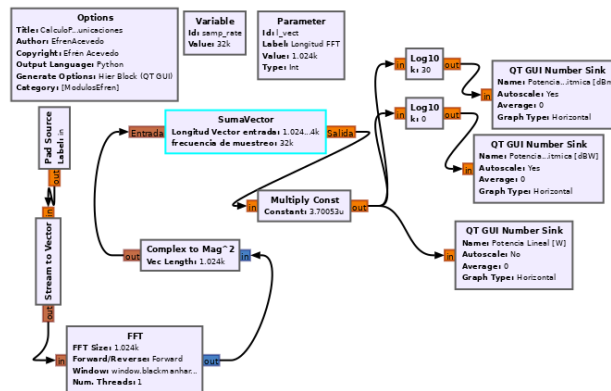 Options
Title: CalculoP...unicaciones
Author: EfrenAcevedo
Copyright: Efrén Acevedo
Output Language: Python
Generate Options: Hier Block (QT GUI)
Category: [ModulosEfren]
Variable
Id: samp_rate
Value: 32k
Parameter
Id: l_vect
Label: Longitud FFT
Value: 1.024k
Type: Int
Pad Source
Label: in
out
in
Stream to Vector
out
FFT
FFT Size: 1.024k
Forward/Reverse: Forward
Window: window.blackmanhar...
Num. Threads: 1
in
out
Complex to Mag^2
Vec Length: 1.024k
out
in
SumaVector
Longitud Vector entrada: 1.024...4k
frecuencia de muestreo: 32k
Entrada
Salida
Multiply Const
Constant: 3.70053u
in
out
Log10
k: 30
in
out
Log10
k: 0
in
out
QT GUI Number Sink
Name: Potencia...itmica [dBm]
Autoscale: Yes
Average: 0
Graph Type: Horizontal
in
QT GUI Number Sink
Name: Potencia...itmica [dBW]
Autoscale: Yes
Average: 0
Graph Type: Horizontal
in
QT GUI Number Sink
Name: Potencia Lineal [W]
Autoscale: No
Average: 0
Graph Type: Horizontal
in